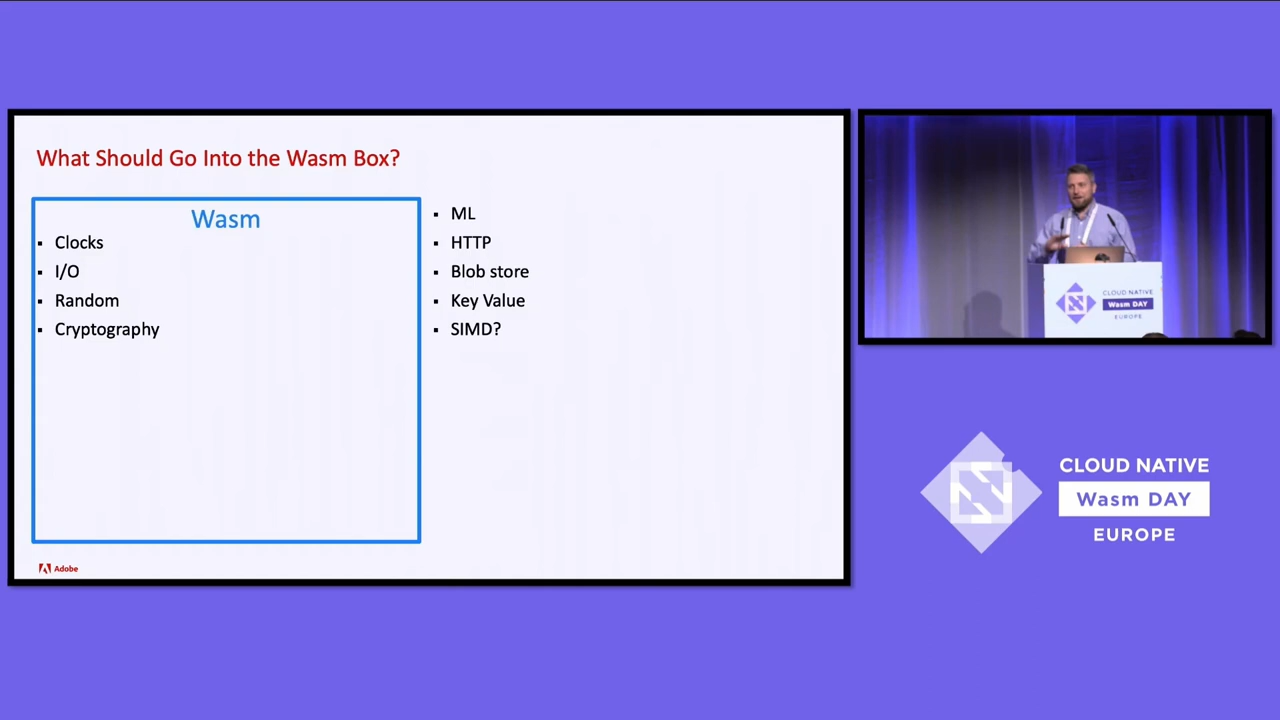 What Should Go Into the Wasm Box?
Wasm
▪ Clocks
▪ I/O
▪ Random
▪ Cryptography
▪ ML
▪ HTTP
▪ Blob store
▪ Key Value
▪ SIMD?
Adobe
CLOUD NATIVE
Wasm DAY
EUROPE
CLOUD NATIVE
Wasm DAY
EUROPE